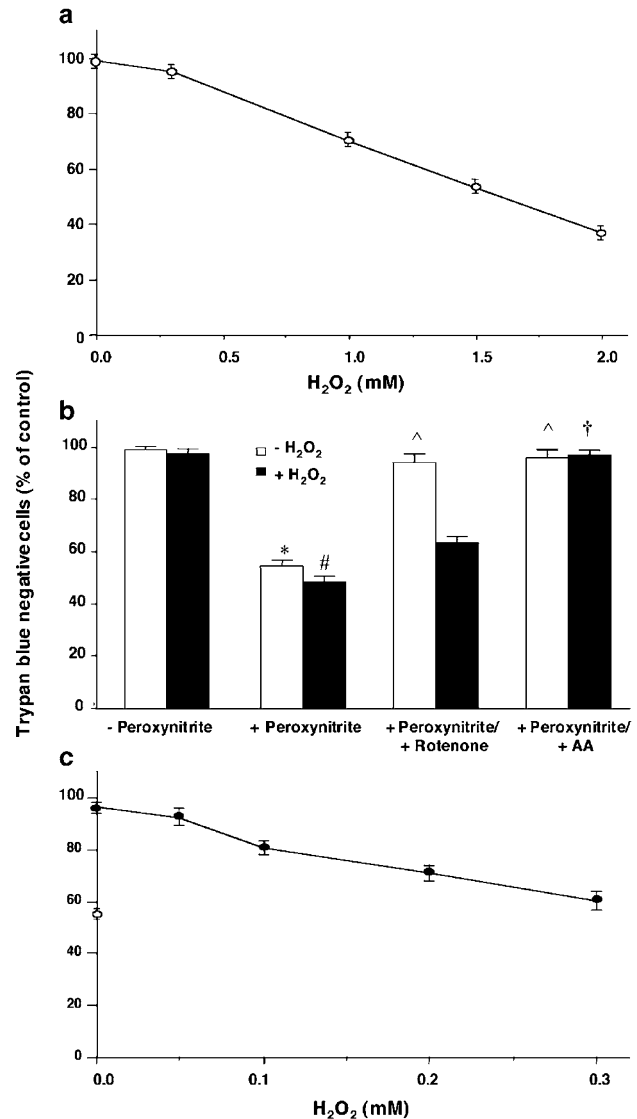 a
100
80
60
40
20
0
0.0 0.5 1.0 1.5 2.0
H₂O₂ (mM)
Trypan blue negative cells (% of control)
b
100
80
60
40
20
0
- H₂O₂
+ H₂O₂
* # ^ ^ †
- Peroxynitrite + Peroxynitrite + Peroxynitrite/ + Peroxynitrite/
+ Rotenone + AA
c
100
80
60
40
20
0
0.0 0.1 0.2 0.3
H₂O₂ (mM)